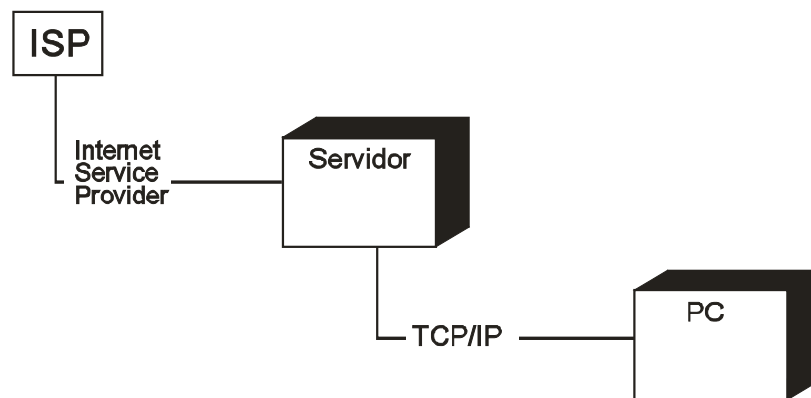 ISP
Internet
Service
Provider
Servidor
TCP/IP
PC